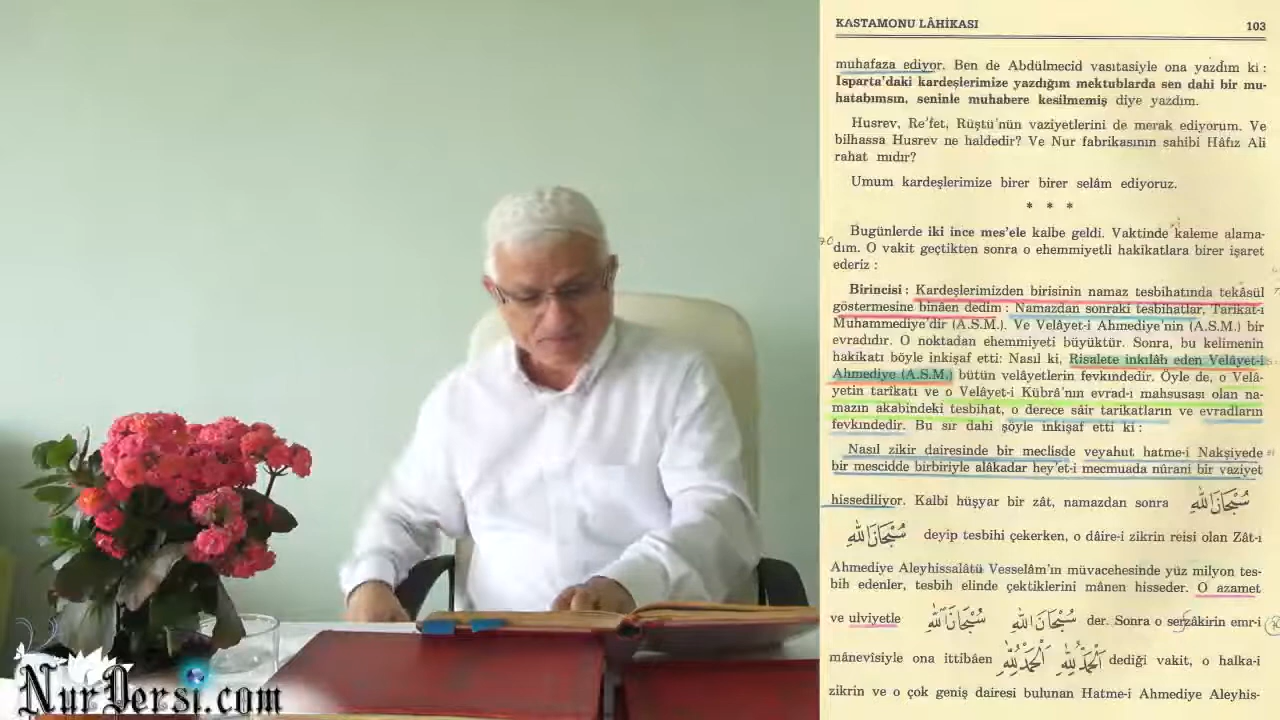 KASTAMONU LÂHİKASI 103
muhafaza ediyor. Ben de Abdülmecid vasıtasiyle ona yazdım ki :
Isparta'daki kardeşlerimize yazdığım mektublarda sen dahi bir mu-
hatabımsın, seninle muhabere kesilmemiş diye yazdım.
Husrev, Re'fet, Rüştü'nün vaziyetlerini de merak ediyorum. Ve
bilhassa Husrev ne haldedir? Ve Nur fabrikasının sahibi Hâfız Ali
rahat mıdır?
Umum kardeşlerimize birer birer selâm ediyoruz.
* * *
Bugünlerde iki ince mes'ele kalbe geldi. Vaktinde kaleme alama-
dım. O vakit geçtikten sonra o ehemmiyetli hakikatlara birer işaret
ederiz :
Birincisi : Kardeşlerimizden birisinin namaz tesbihatında tekâsül
göstermesine binâen dedim : Namazdan sonraki tesbihatlar, Tarikat-ı
Muhammediye'dir (A.S.M.). Ve Velâyet-i Ahmediye'nin (A.S.M.) bir
evradıdır. O noktadan ehemmiyeti büyüktür. Sonra, bu kelimenin
hakikatı böyle inkişaf etti: Nasıl ki, Risalete inkılâb eden Velâyet-i
Ahmediye (A.S.M.) bütün velâyetlerin fevkindedir. Öyle de, o Velâ-
yetin tarîkatı ve o Velâyet-i Kübrâ'nın evrad-ı mahsusası olan na-
mazın akabindeki tesbihat, o derece sâir tarikatların ve evradların
fevkindedir. Bu sır dahi şöyle inkişaf etti ki :
Nasıl zikir dairesinde bir meclisde veyahut hatme-i Nakşiyede
bir mescidde birbiriyle alâkadar hey'et-i mecmuada nûrani bir vaziyet
hissediliyor. Kalbi hüşyar bir zât, namazdan sonra سُبْحَانَ اللهِ
سُبْحَانَ اللهِ deyip tesbihi çekerken, o dâire-i zikrin reisi olan Zât-ı
Ahmediye Aleyhissalâtü Vesselâm'ın müvacehesinde yüz milyon tes-
bih edenler, tesbih elinde çektiklerini mânen hisseder. O azamet
ve ulviyetle سُبْحَانَ اللهِ سُبْحَانَ اللهِ der. Sonra o serzâkirin emr-i
mânevîsiyle ona ittibâen اَلْحَمْدُ لِلّٰهِ اَلْحَمْدُ لِلّٰهِ dediği vakit, o halka-i
zikrin ve o çok geniş dairesi bulunan Hatme-i Ahmediye Aleyhis-
NurDersi.com